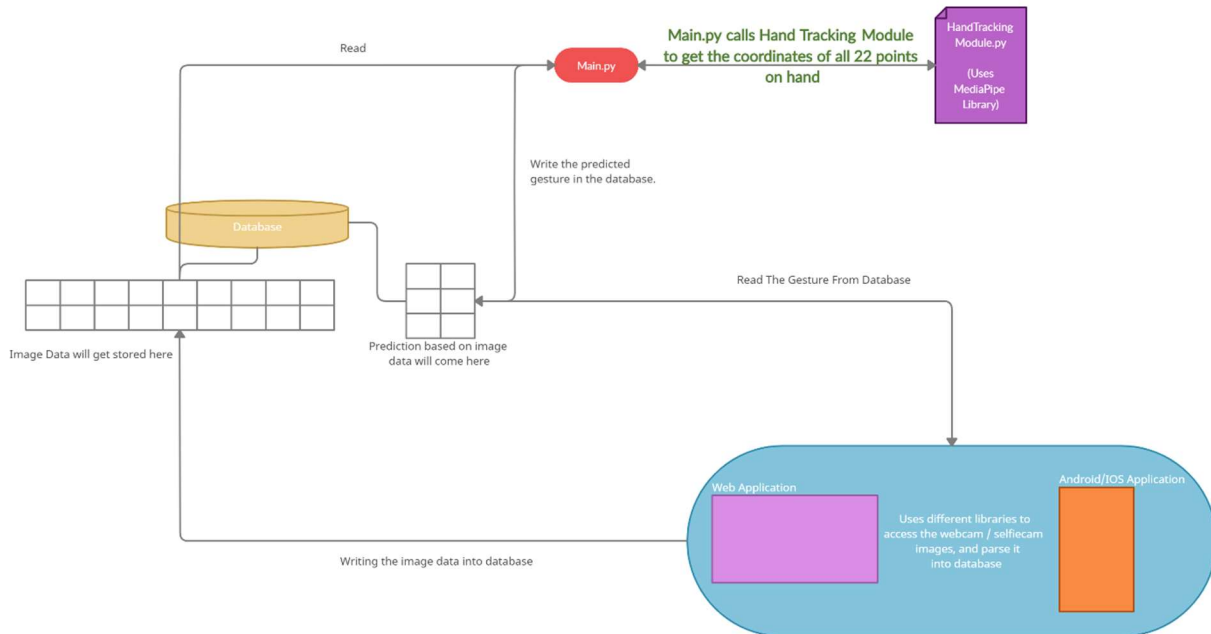 Read
Main.py calls Hand Tracking Module
to get the coordinates of all 22 points
on hand
Main.py
HandTracking
Module.py
(Uses
MediaPipe
Library)
Write the predicted
gesture in the database.
Database
Read The Gesture From Database
Image Data will get stored here
Prediction based on image
data will come here
Web Application
Android/IOS Application
Uses different libraries to
access the webcam / selfiecam
images, and parse it
into database
Writing the image data into database